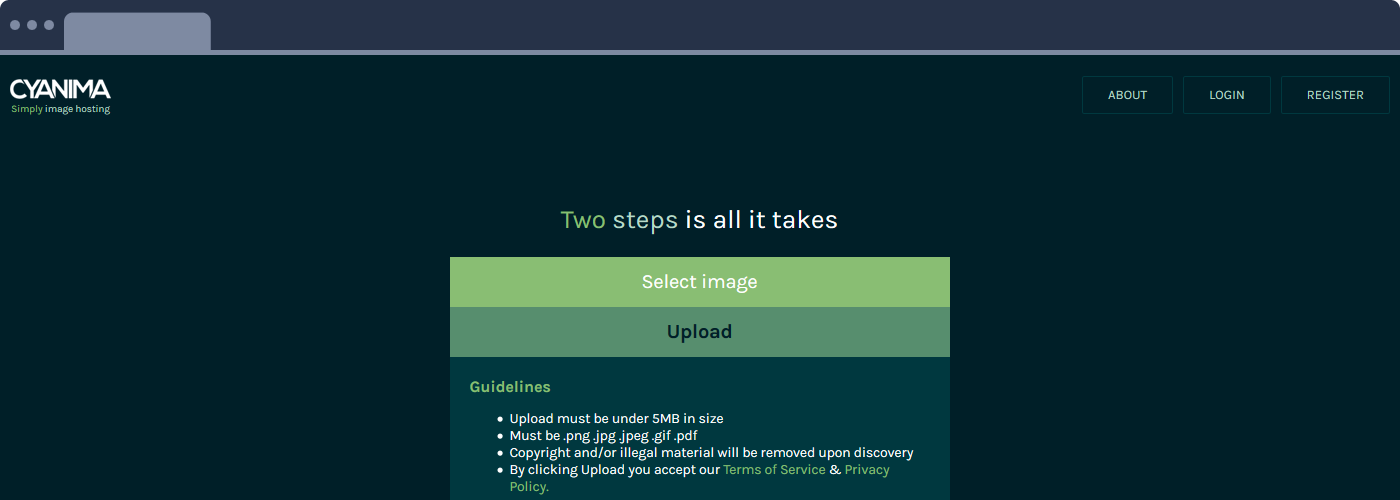 CYANIMA
Simply image hosting
ABOUT
LOGIN
REGISTER
Two steps is all it takes
Select image
Upload
Guidelines
Upload must be under 5MB in size
Must be .png .jpg .jpeg .gif .pdf
Copyright and/or illegal material will be removed upon discovery
By clicking Upload you accept our Terms of Service & Privacy
Policy.